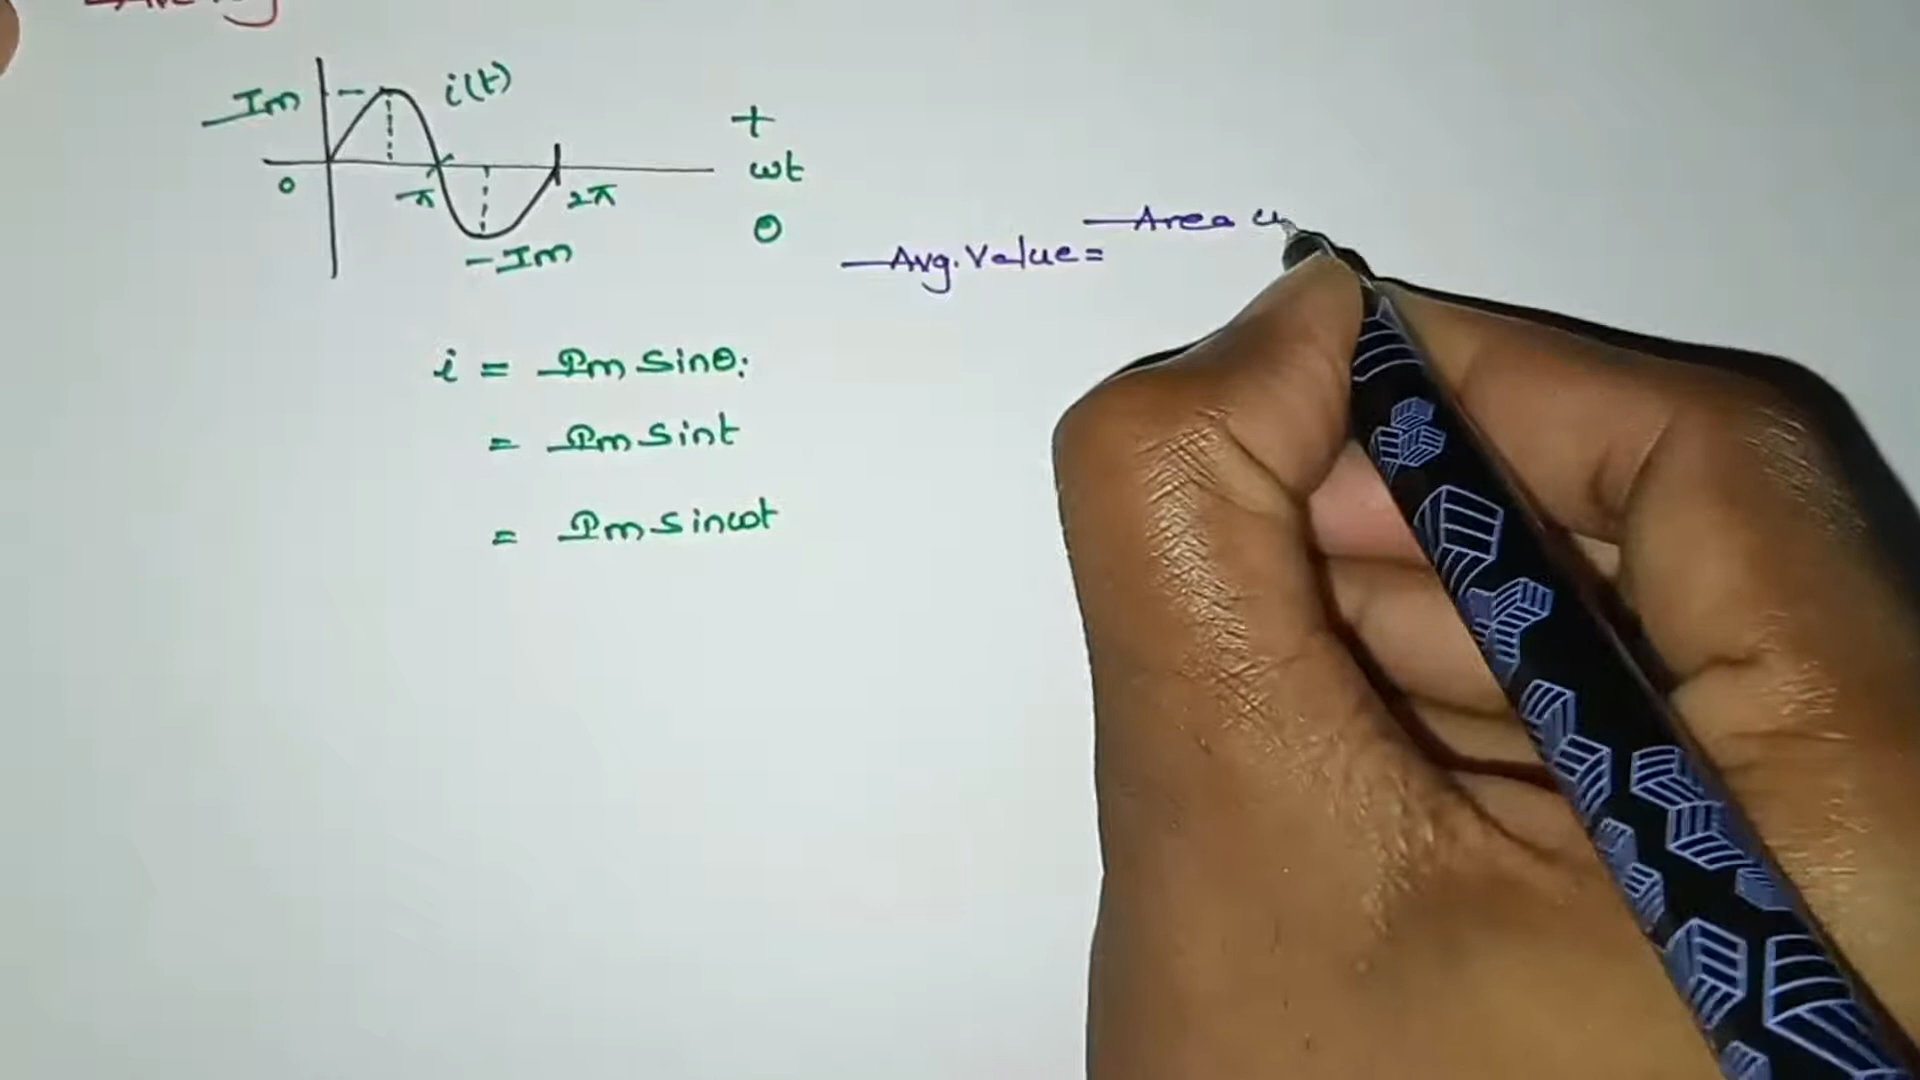 Im
i(t)
0
π
2π
-Im
t
ωt
θ
Avg. Value = Area
i = Im sinθ
= Im sint
= Im sinωt